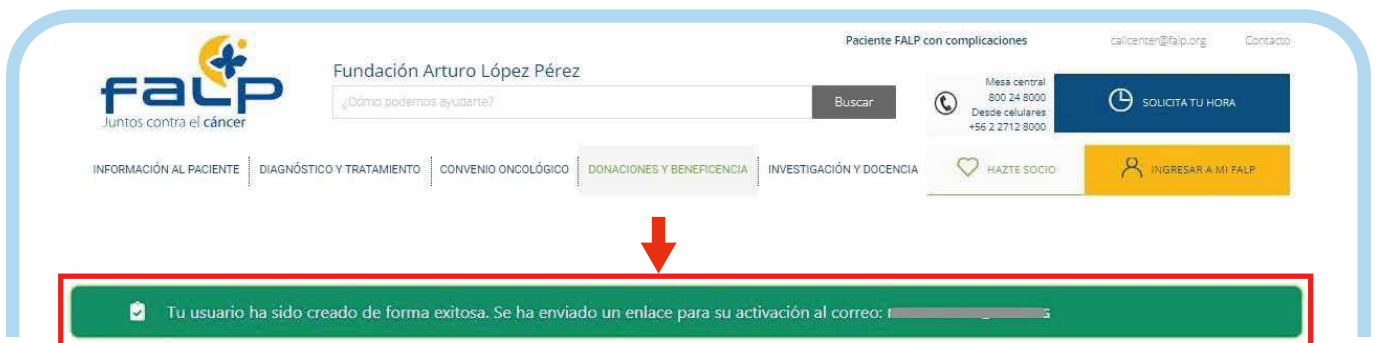 Paciente FALP con complicaciones
callcenter@falp.org
Contacto
falp
Juntos contra el cáncer
Fundación Arturo López Pérez
¿Cómo podemos ayudarte?
Buscar
Mesa central
800 24 8000
Desde celulares
+56 2 2712 8000
SOLICITA TU HORA
INFORMACIÓN AL PACIENTE
DIAGNÓSTICO Y TRATAMIENTO
CONVENIO ONCOLÓGICO
DONACIONES Y BENEFICENCIA
INVESTIGACIÓN Y DOCENCIA
HAZTE SOCIO
INGRESAR A MI FALP
Tu usuario ha sido creado de forma exitosa. Se ha enviado un enlace para su activación al correo: